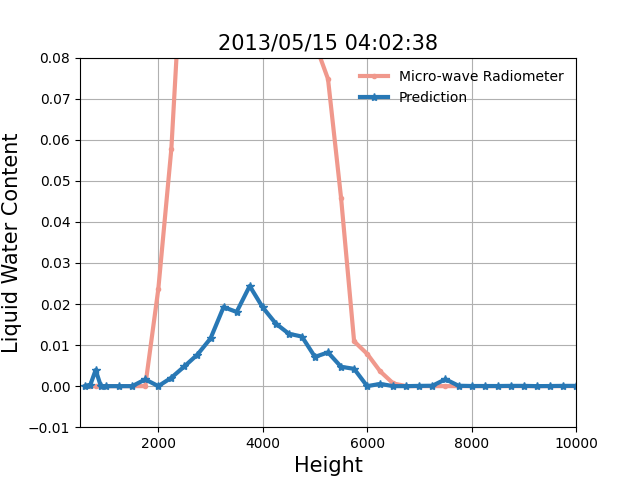 2013/05/15 04:02:38
Micro-wave Radiometer
Prediction
Liquid Water Content
0.08
0.07
0.06
0.05
0.04
0.03
0.02
0.01
0.00
−0.01
2000 4000 6000 8000 10000
Height